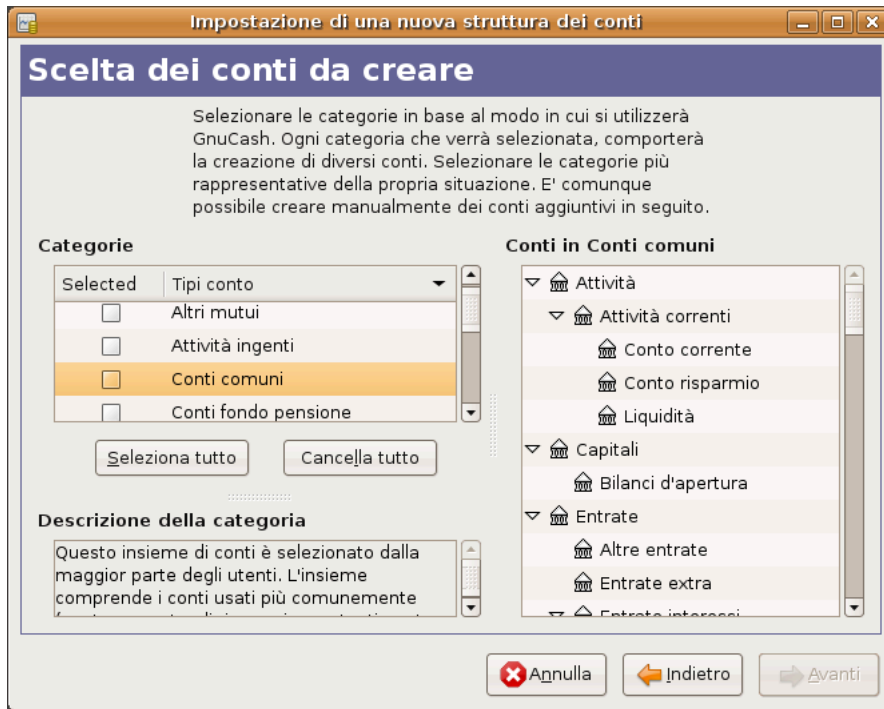 Impostazione di una nuova struttura dei conti
Scelta dei conti da creare
Selezionare le categorie in base al modo in cui si utilizzerà
GnuCash. Ogni categoria che verrà selezionata, comporterà
la creazione di diversi conti. Selezionare le categorie più
rappresentative della propria situazione. E' comunque
possibile creare manualmente dei conti aggiuntivi in seguito.
Categorie
Selected Tipi conto
Altri mutui
Attività ingenti
Conti comuni
Conti fondo pensione
Seleziona tutto Cancella tutto
Descrizione della categoria
Questo insieme di conti è selezionato dalla
maggior parte degli utenti. L'insieme
comprende i conti usati più comunemente
Conti in Conti comuni
Attività
Attività correnti
Conto corrente
Conto risparmio
Liquidità
Capitali
Bilanci d'apertura
Entrate
Altre entrate
Entrate extra
Entrate interessi
Annulla Indietro Avanti